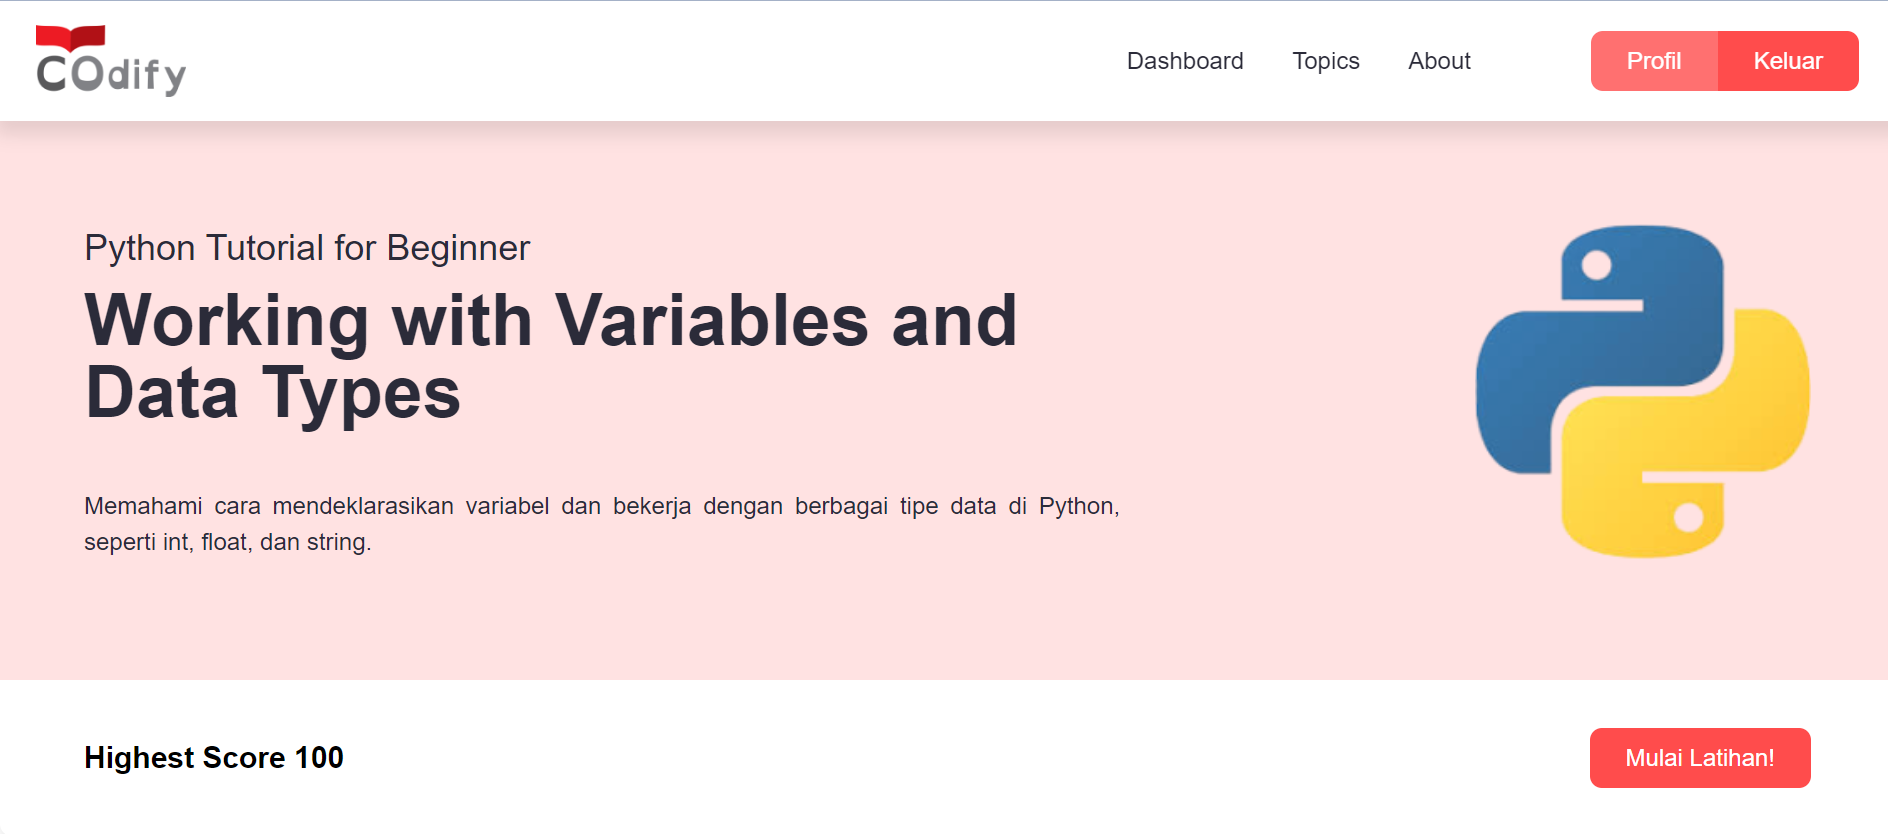 COdify
Dashboard Topics About Profil Keluar
Python Tutorial for Beginner
Working with Variables and
Data Types
Memahami cara mendeklarasikan variabel dan bekerja dengan berbagai tipe data di Python,
seperti int, float, dan string.
Highest Score 100
Mulai Latihan!